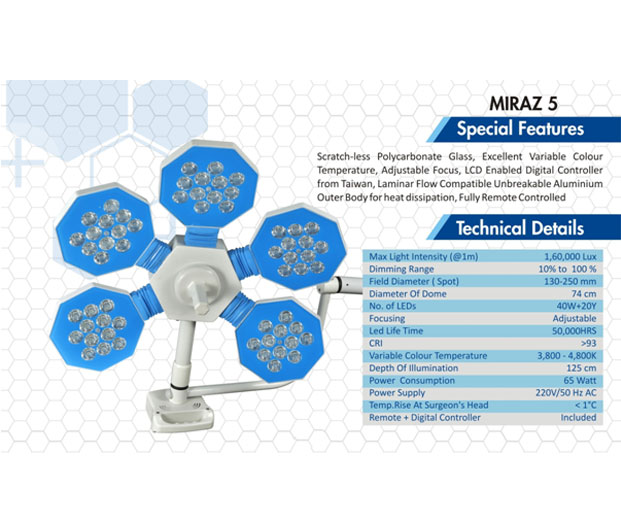 MIRAZ 5
Special Features
Scratch-less Polycarbonate Glass, Excellent Variable Colour
Temperature, Adjustable Focus, LCD Enabled Digital Controller
from Taiwan, Laminar Flow Compatible Unbreakable Aluminium
Outer Body for heat dissipation, Fully Remote Controlled
Technical Details
Max Light Intensity (@1m) 1,60,000 Lux
Dimming Range 10% to 100 %
Field Diameter ( Spot) 130-250 mm
Diameter Of Dome 74 cm
No. of LEDs 40W+20Y
Focusing Adjustable
Led Life Time 50,000HRS
CRI >93
Variable Colour Temperature 3,800 - 4,800K
Depth Of Illumination 125 cm
Power Consumption 65 Watt
Power Supply 220V/50 Hz AC
Temp.Rise At Surgeon's Head < 1°C
Remote + Digital Controller Included